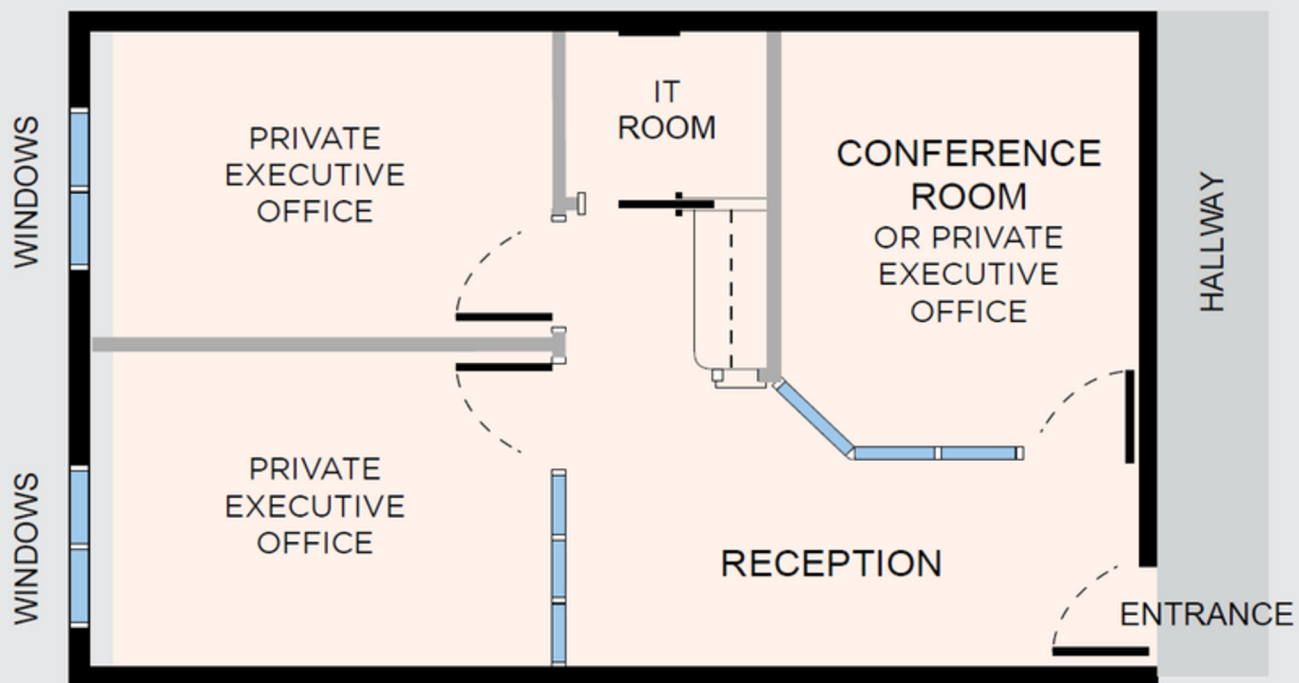 WINDOWS
PRIVATE
EXECUTIVE
OFFICE
IT
ROOM
CONFERENCE
ROOM
OR PRIVATE
EXECUTIVE
OFFICE
HALLWAY
WINDOWS
PRIVATE
EXECUTIVE
OFFICE
RECEPTION
ENTRANCE